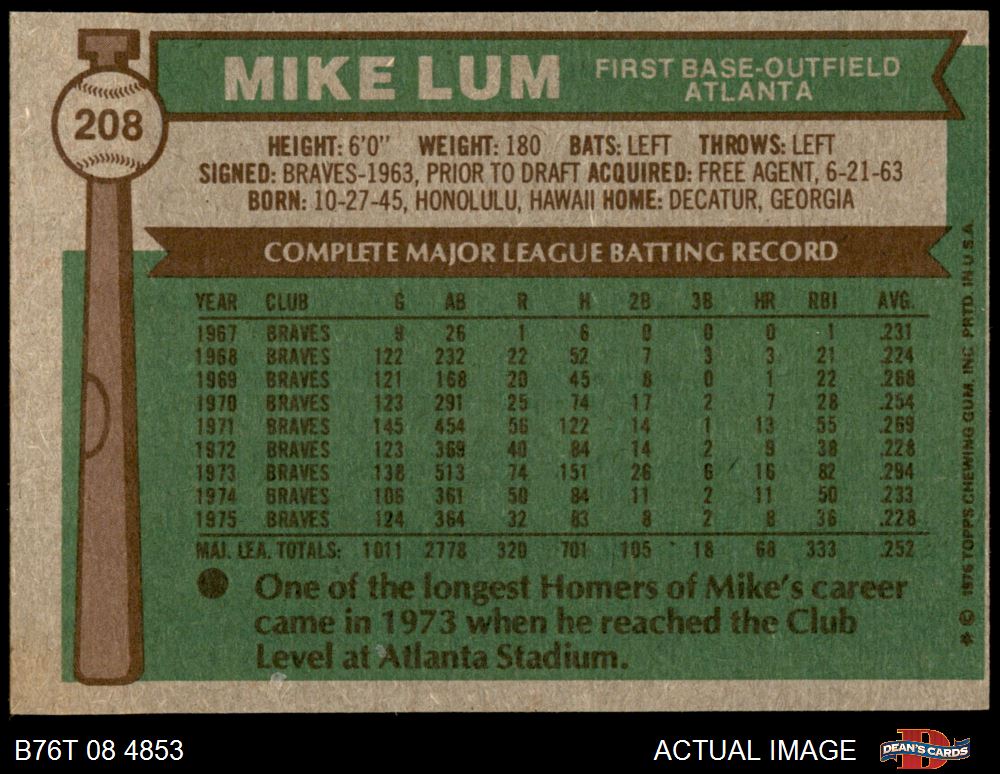 208
MIKE LUM FIRST BASE-OUTFIELD
ATLANTA
HEIGHT: 6'0" WEIGHT: 180 BATS: LEFT THROWS: LEFT
SIGNED: BRAVES-1963, PRIOR TO DRAFT ACQUIRED: FREE AGENT, 6-21-63
BORN: 10-27-45, HONOLULU, HAWAII HOME: DECATUR, GEORGIA
COMPLETE MAJOR LEAGUE BATTING RECORD
YEAR CLUB G AB R H 2B 3B HR RBI AVG.
1967 BRAVES 9 26 1 6 0 0 0 1 .231
1968 BRAVES 122 232 22 52 7 3 3 21 .224
1969 BRAVES 121 168 20 45 8 0 1 22 .268
1970 BRAVES 123 291 25 74 17 2 7 28 .254
1971 BRAVES 145 454 56 122 14 1 13 55 .269
1972 BRAVES 123 369 40 84 14 2 9 38 .228
1973 BRAVES 138 513 74 151 26 6 16 82 .294
1974 BRAVES 106 361 50 84 11 2 11 50 .233
1975 BRAVES 124 364 32 83 8 2 8 36 .228
MAJ. LEA. TOTALS: 1011 2778 320 701 105 18 68 333 .252
● One of the longest Homers of Mike's career
came in 1973 when he reached the Club
Level at Atlanta Stadium.
* © 1976 TOPPS CHEWING GUM, INC. PRTD. IN U.S.A.
B76T 08 4853 ACTUAL IMAGE DEAN'S CARDS